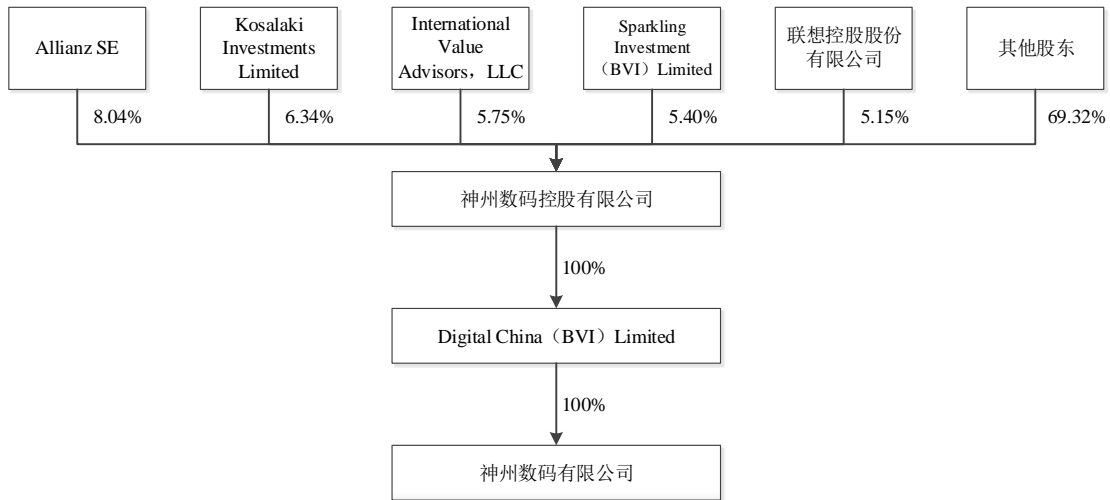 Allianz SE
Kosalaki
Investments
Limited
International
Value
Advisors，LLC
Sparkling
Investment
（BVI）Limited
联想控股股份
有限公司
其他股东
8.04%
6.34%
5.75%
5.40%
5.15%
69.32%
神州数码控股有限公司
100%
Digital China（BVI）Limited
100%
神州数码有限公司